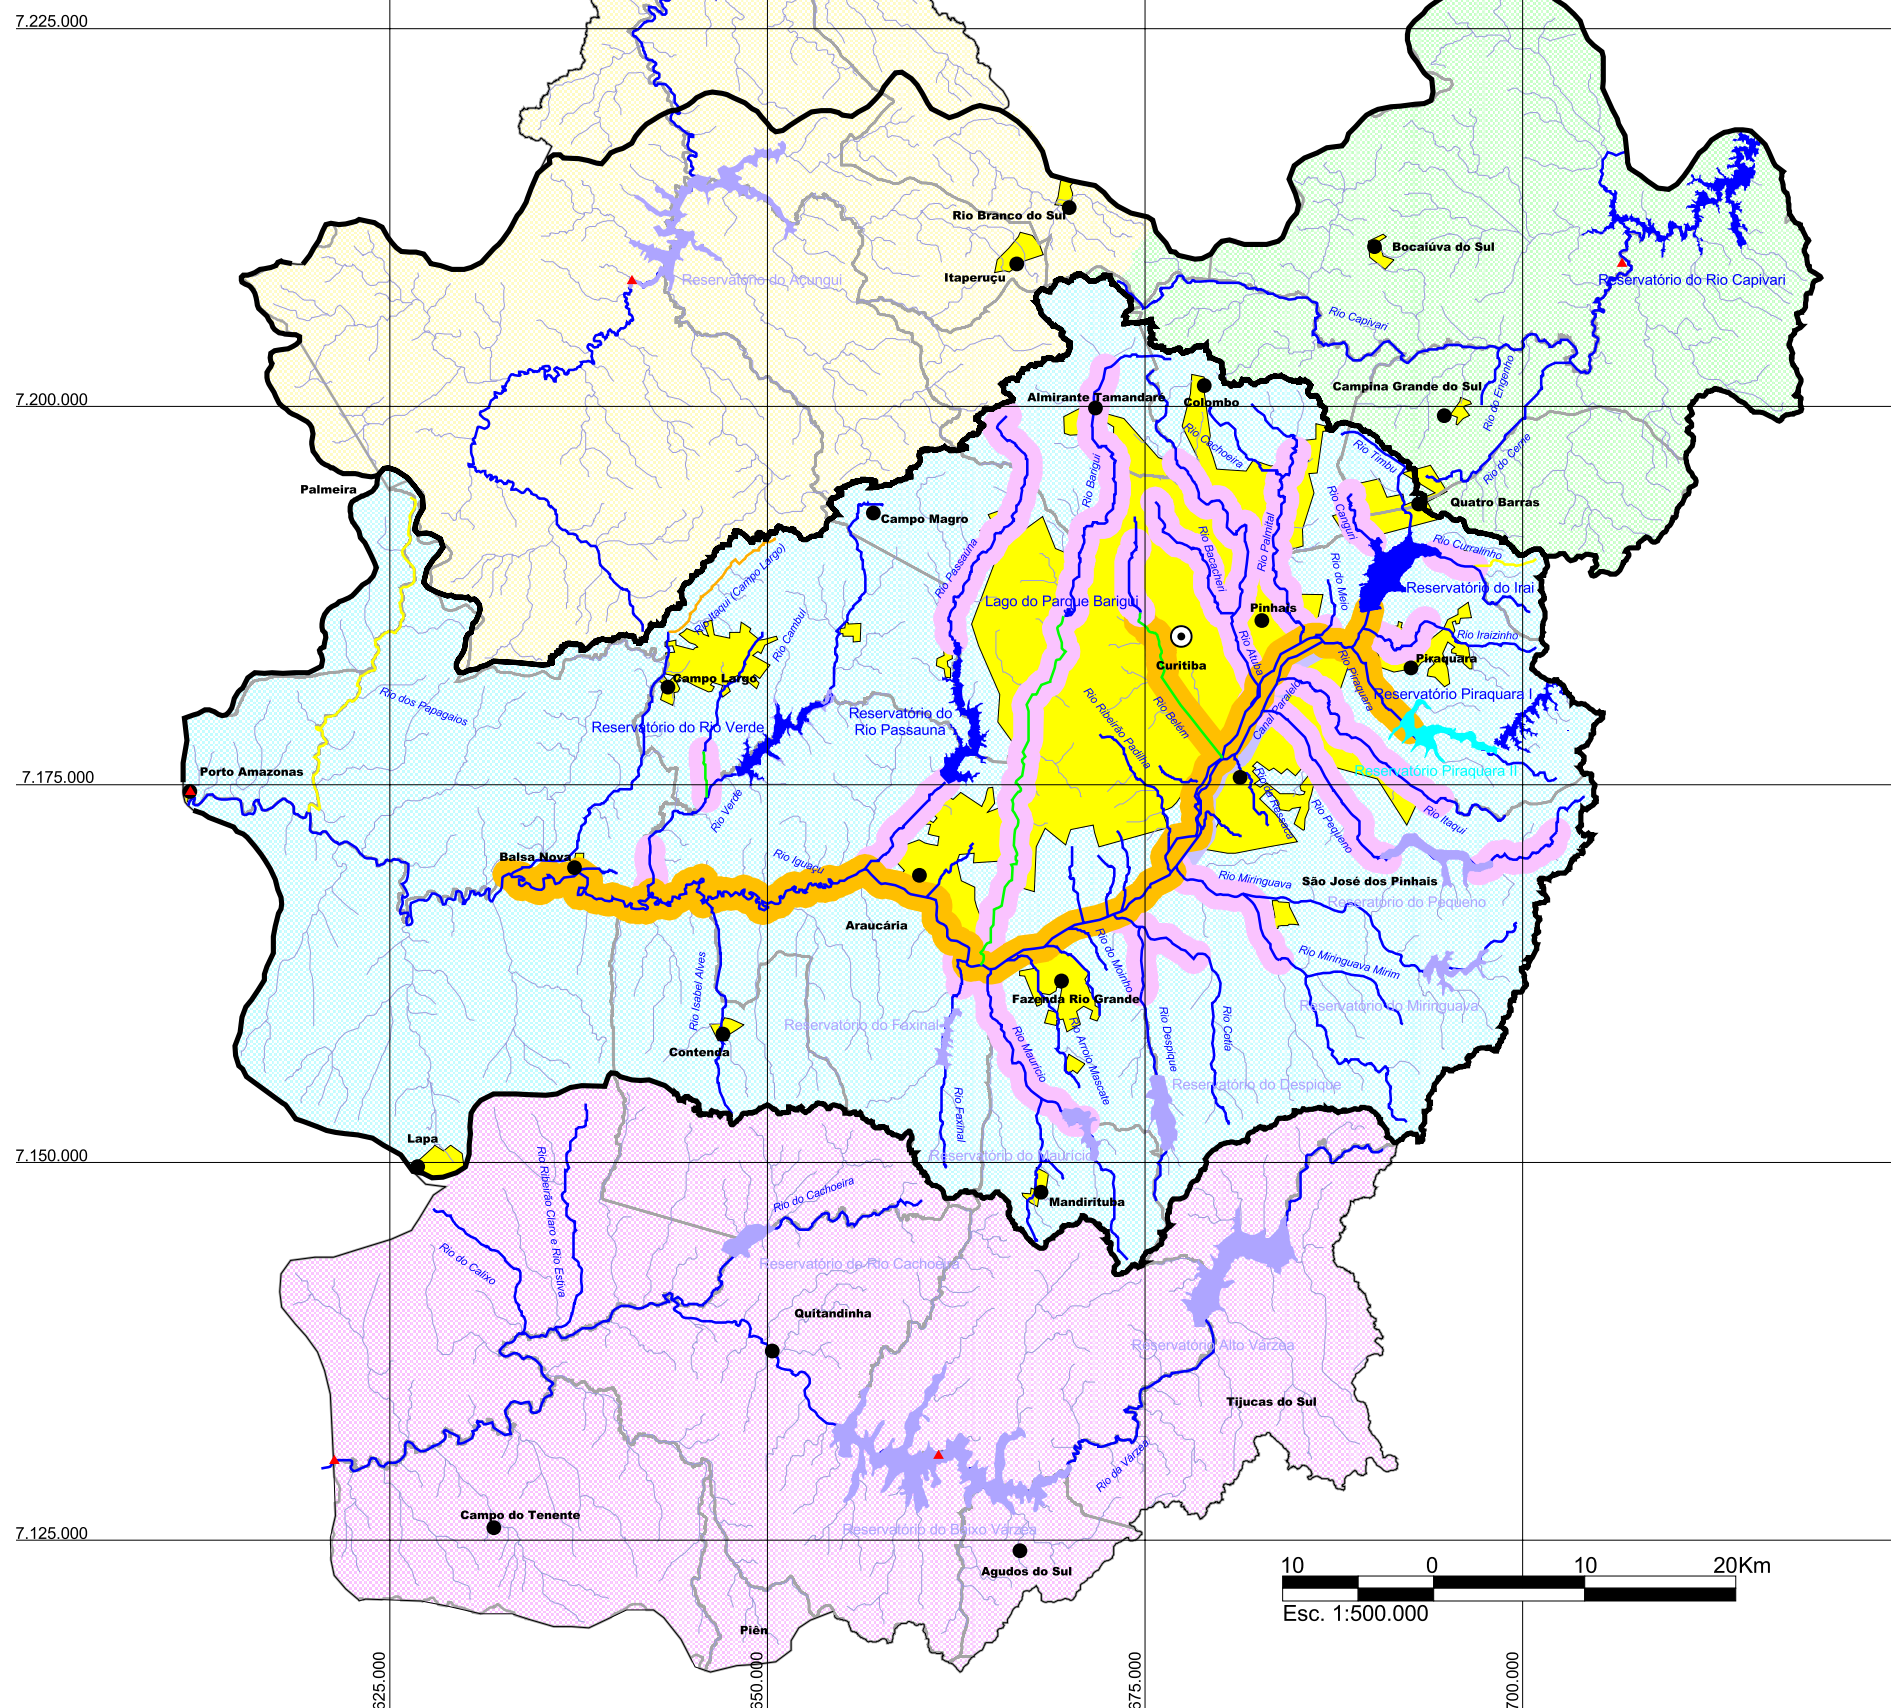 7.225.000
Rio Branco do Sul
Bocaiúva do Sul
Itaperuçu
Reservatório do Açungui
Reservatório do Rio Capivari
Rio Capivari
Rio do Engenho
Campina Grande do Sul
7.200.000
Almirante Tamandaré
Colombo
Rio Cachoeira
Rio Timbu
Rio do Cerne
Rio Barigui
Palmeira
Quatro Barras
Campo Magro
Rio Canguiri
Rio Palmital
Rio Bacacheri
Rio Curralinho
Rio Passaúna
Rio Itaqui (Campo Largo)
Rio do Meio
Reservatório do Irai
Lago do Parque Barigui
Pinhais
Rio Cambuí
Rio Iraizinho
Rio Atuba
Curitiba
Piraquara
Campo Largo
Rio Piraquara
Reservatório Piraquara I
Rio dos Papagaios
Canal Paralelo
Rio Ribeirão Padilha
Rio Belém
Reservatório do
Rio Passauna
Reservatório do Rio Verde
Porto Amazonas
Reservatório Piraquara II
7.175.000
Rio Verde
Rio da Ressaca
Rio Pequeno
Rio Itaqui
Balsa Nova
Rio Iguaçu
Rio Miringuava
São José dos Pinhais
Reseratório do Pequeno
Araucária
Rio do Moinho
Rio Miringuava Mirim
Rio Isabel Alves
Fazenda Rio Grande
Reservatório do Miringuava
Reservatório do Faxinal
Rio Cotia
Rio Despique
Contenda
Rio Maurício
Rio Arroio Mascate
Reservatório do Despique
Rio Faxinal
Lapa
Reservatório do Maurício
7.150.000
Rio Ribeirão Claro e Rio Estiva
Rio do Cachoeira
Mandirituba
Rio do Calixo
Reservatório de Rio Cachoeira
Quitandinha
Reservatório Alto Várzea
Tijucas do Sul
Rio da Várzea
Campo do Tenente
Reservatório do Baixo Várzea
7.125.000
Agudos do Sul
10 0 10 20Km
Esc. 1:500.000
Piên
625.000
650.000
675.000
700.000